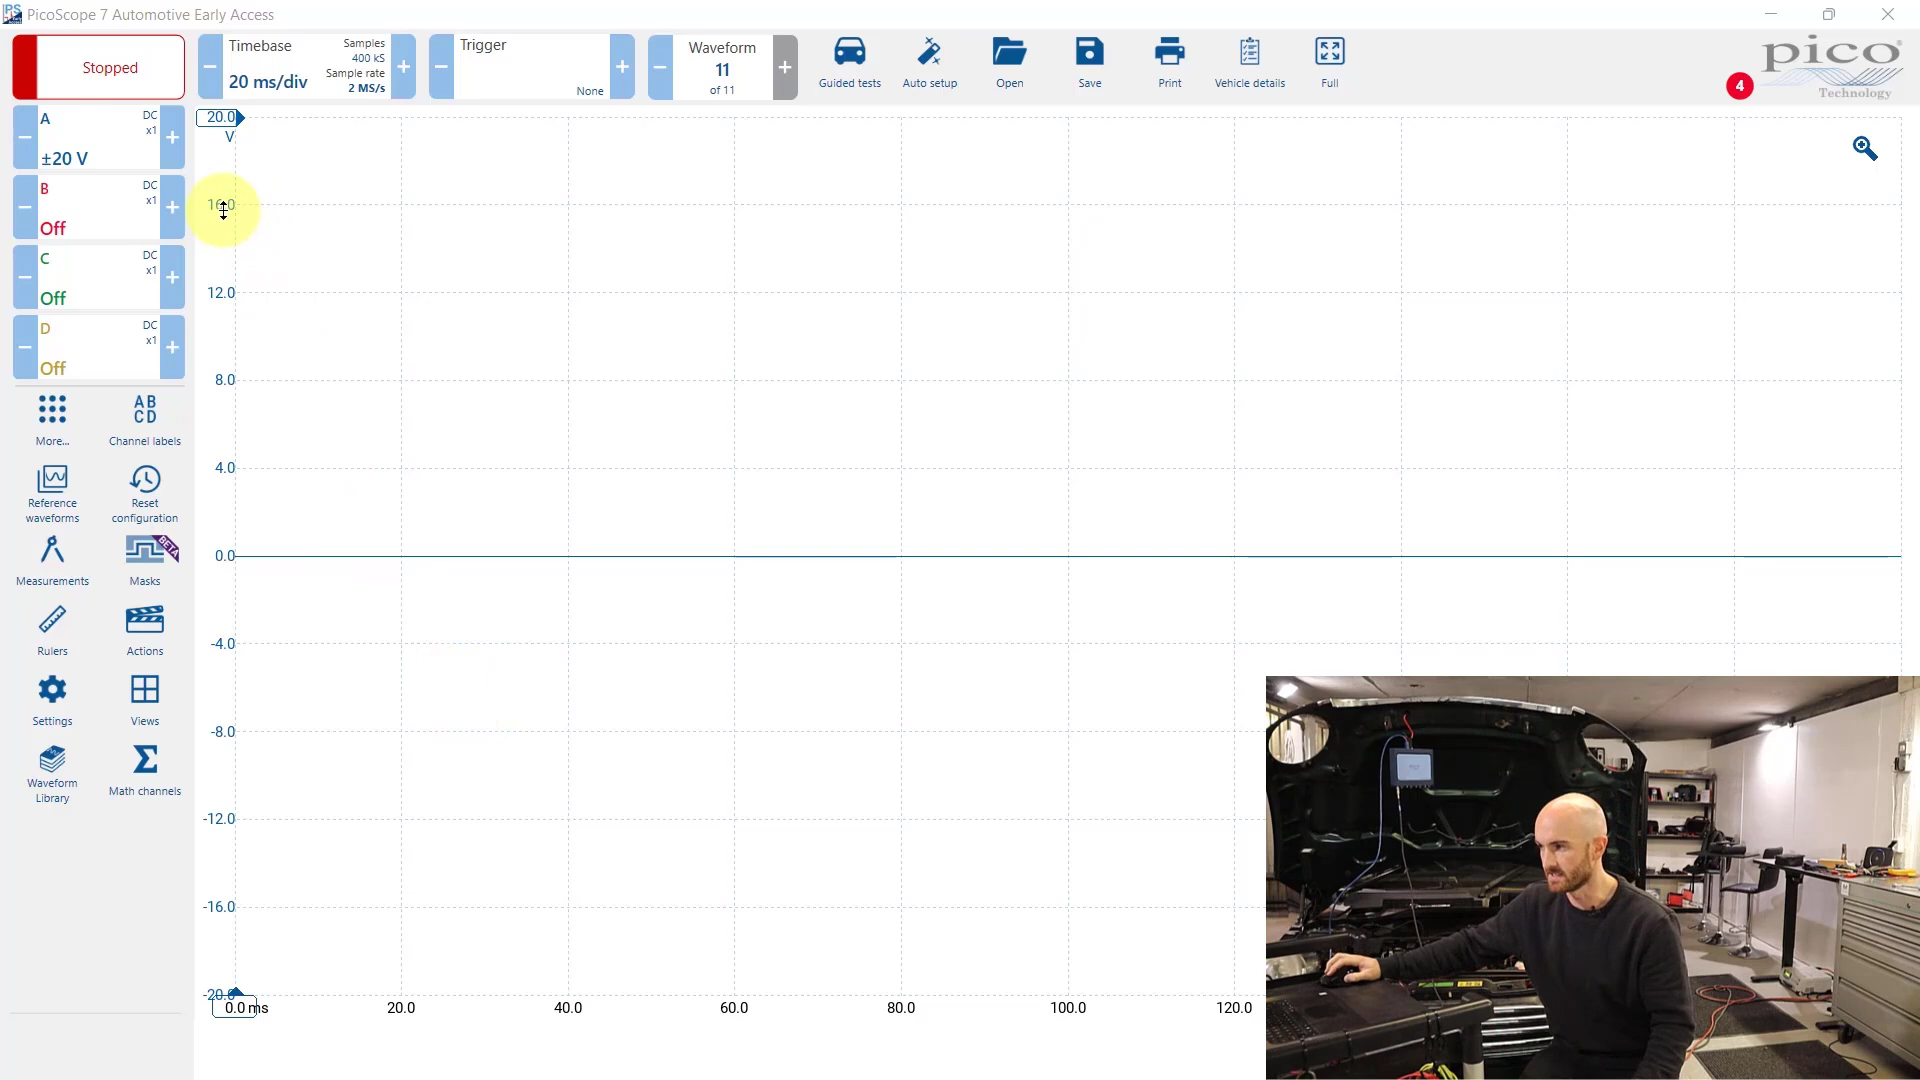 PicoScope 7 Automotive Early Access
Stopped
Timebase
20 ms/div
Samples
400 kS
Sample rate
2 MS/s
Trigger
None
Waveform
11
of 11
Guided tests
Auto setup
Open
Save
Print
Vehicle details
Full
4
pico
Technology
A
DC
x1
±20 V
B
DC
x1
Off
C
DC
x1
Off
D
DC
x1
Off
More...
AB
CD
Channel labels
Reference
waveforms
Reset
configuration
Measurements
BETA
Masks
Rulers
Actions
Settings
Views
Waveform
Library
Math channels
20.0
V
16.0
12.0
8.0
4.0
0.0
-4.0
-8.0
-12.0
-16.0
-20.0
0.0 ms
20.0
40.0
60.0
80.0
100.0
120.0